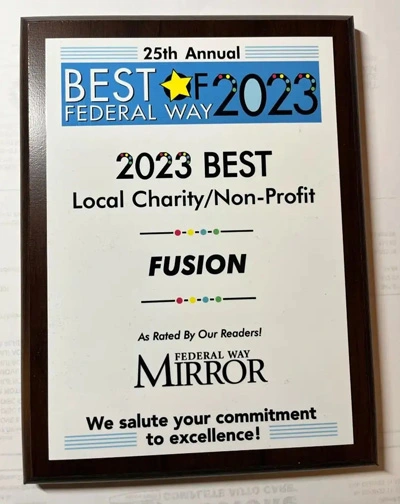 25th Annual
BEST OF 2023
FEDERAL WAY
2023 BEST
Local Charity/Non-Profit
FUSION
As Rated By Our Readers!
FEDERAL WAY
MIRROR
We salute your commitment
to excellence!